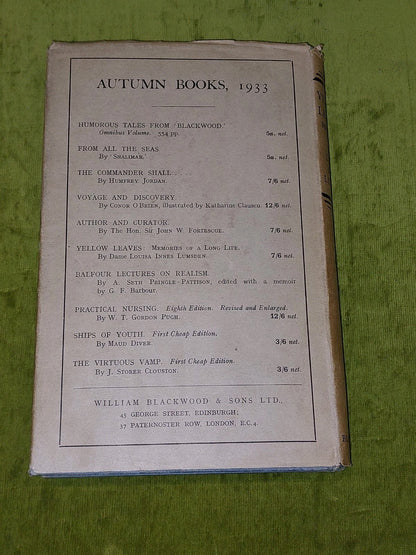 AUTUMN BOOKS, 1933
HUMOROUS TALES FROM 'BLACKWOOD.'
Omnibus Volume. 554 pp. 5s. net.
FROM ALL THE SEAS.
By 'Shalimar.' 5s. net.
THE COMMANDER SHALL . . . .
By Humfrey Jordan. 7/6 net.
VOYAGE AND DISCOVERY.
By Conor O'Brien, illustrated by Katharine Clausen. 12/6 net.
AUTHOR AND CURATOR.
By The Hon. Sir John W. Fortescue. 7/6 net.
YELLOW LEAVES: Memories of a Long Life.
By Dame Louisa Innes Lumsden. 7/6 net.
BALFOUR LECTURES ON REALISM.
By A. Seth Pringle-Pattison, edited with a memoir
by G. F. Barbour.
PRACTICAL NURSING. Eighth Edition. Revised and Enlarged.
By W. T. Gordon Pugh. 12/6 net.
SHIPS OF YOUTH. First Cheap Edition.
By Maud Diver. 3/6 net.
THE VIRTUOUS VAMP. First Cheap Edition.
By J. Storer Clouston. 3/6 net.
WILLIAM BLACKWOOD & SONS LTD.,
45 GEORGE STREET, EDINBURGH;
37 PATERNOSTER ROW, LONDON, E.C.4.